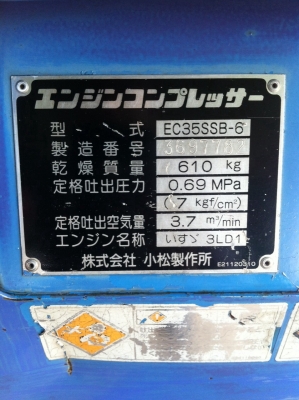 エンジンコンプレッサー
型式 EC35SSB-6
製造番号
乾燥質量 610 kg
定格吐出圧力 0.69 MPa
(7 kgf/cm²)
定格吐出空気量 3.7 m³/min
エンジン名称 いすゞ 3LD1
株式会社 小松製作所
E21120310